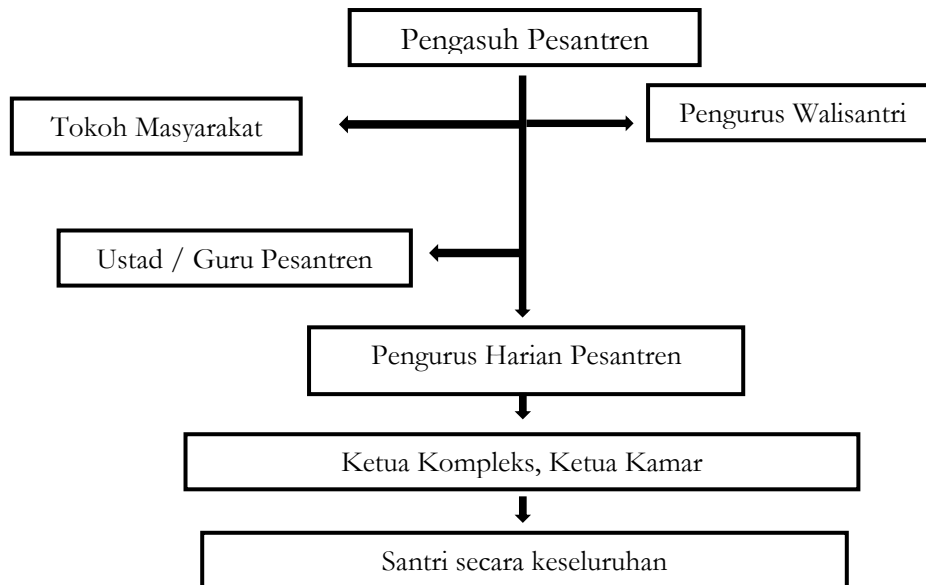 Pengasuh Pesantren
Tokoh Masyarakat
Pengurus Walisantri
Ustad / Guru Pesantren
Pengurus Harian Pesantren
Ketua Kompleks, Ketua Kamar
Santri secara keseluruhan